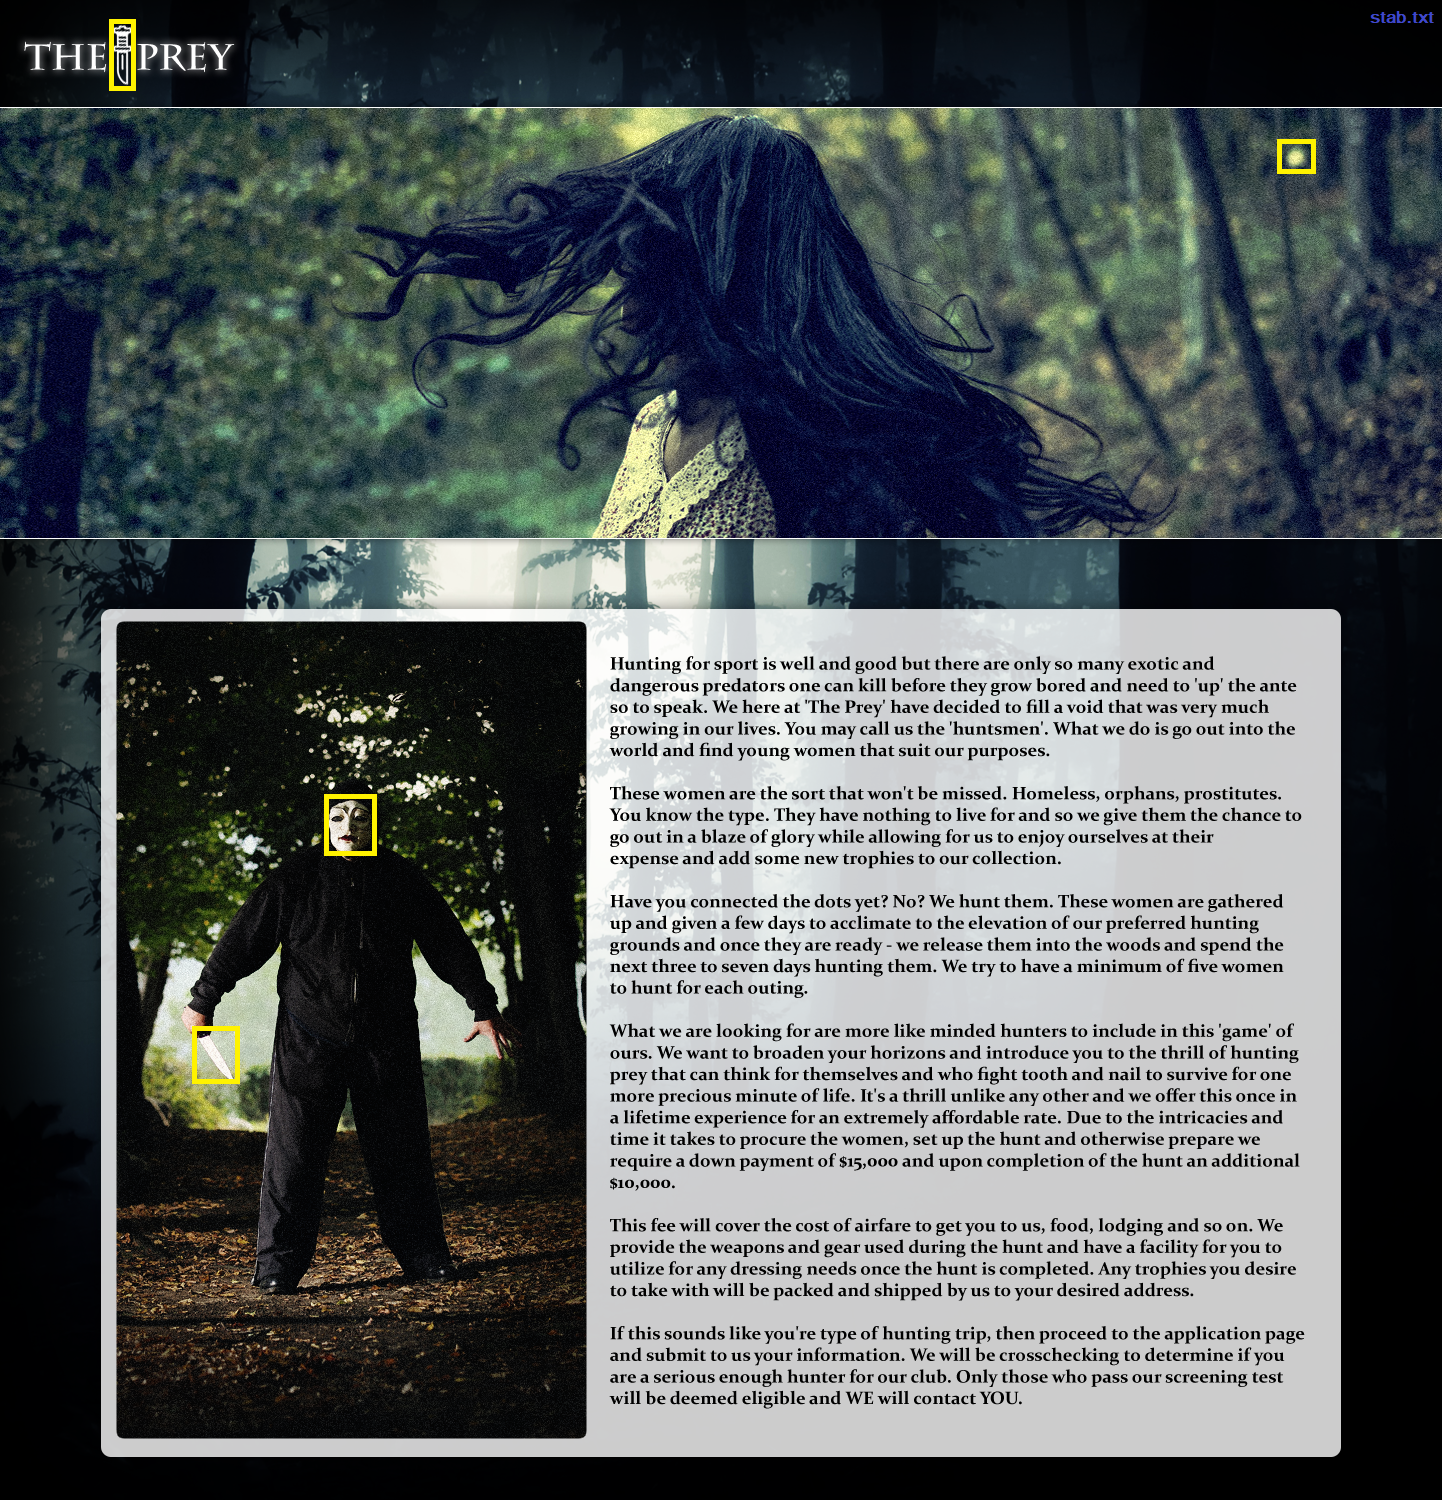 stab.txt
THE PREY
Hunting for sport is well and good but there are only so many exotic and
dangerous predators one can kill before they grow bored and need to 'up' the ante
so to speak. We here at 'The Prey' have decided to fill a void that was very much
growing in our lives. You may call us the 'huntsmen'. What we do is go out into the
world and find young women that suit our purposes.
These women are the sort that won't be missed. Homeless, orphans, prostitutes.
You know the type. They have nothing to live for and so we give them the chance to
go out in a blaze of glory while allowing for us to enjoy ourselves at their
expense and add some new trophies to our collection.
Have you connected the dots yet? No? We hunt them. These women are gathered
up and given a few days to acclimate to the elevation of our preferred hunting
grounds and once they are ready - we release them into the woods and spend the
next three to seven days hunting them. We try to have a minimum of five women
to hunt for each outing.
What we are looking for are more like minded hunters to include in this 'game' of
ours. We want to broaden your horizons and introduce you to the thrill of hunting
prey that can think for themselves and who fight tooth and nail to survive for one
more precious minute of life. It's a thrill unlike any other and we offer this once in
a lifetime experience for an extremely affordable rate. Due to the intricacies and
time it takes to procure the women, set up the hunt and otherwise prepare we
require a down payment of $15,000 and upon completion of the hunt an additional
$10,000.
This fee will cover the cost of airfare to get you to us, food, lodging and so on. We
provide the weapons and gear used during the hunt and have a facility for you to
utilize for any dressing needs once the hunt is completed. Any trophies you desire
to take with will be packed and shipped by us to your desired address.
If this sounds like you're type of hunting trip, then proceed to the application page
and submit to us your information. We will be crosschecking to determine if you
are a serious enough hunter for our club. Only those who pass our screening test
will be deemed eligible and WE will contact YOU.